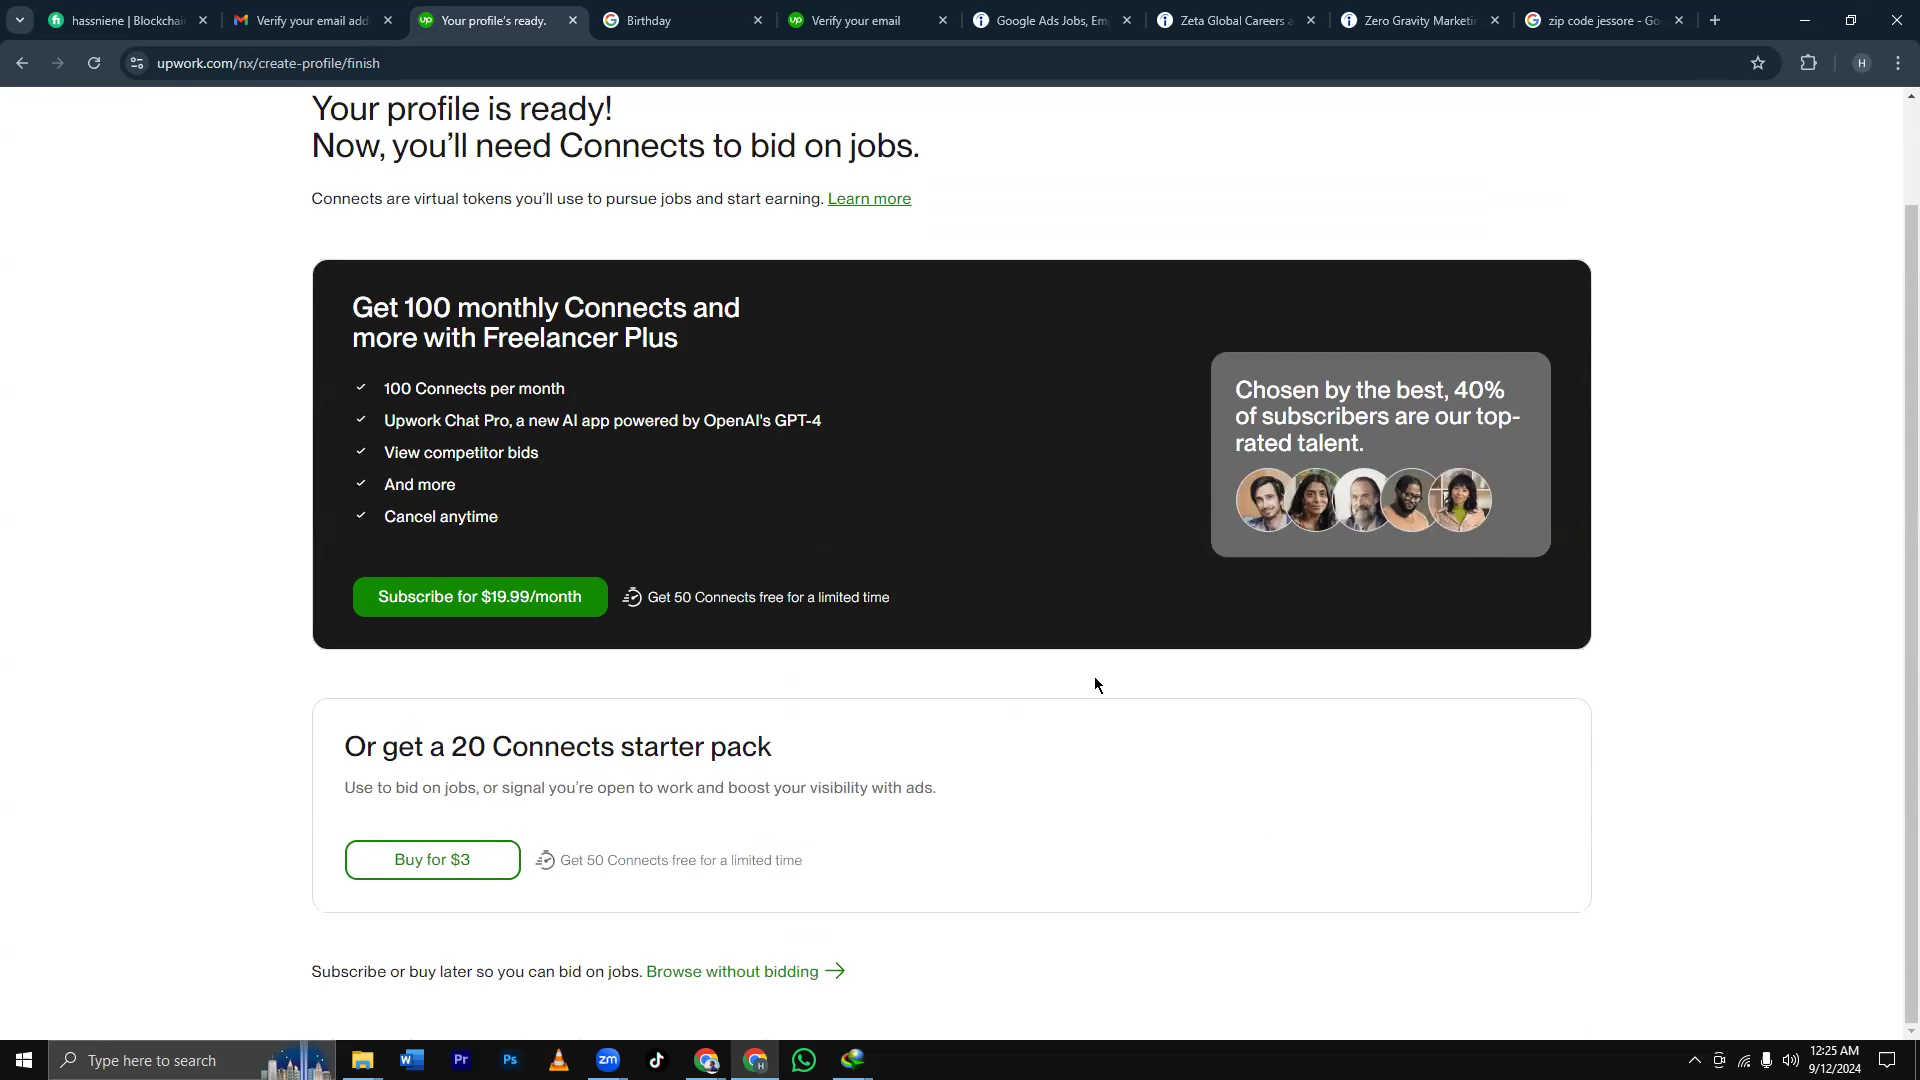 hassniene | Blockchai
Verify your email add
Your profile's ready.
Birthday
Verify your email
Google Ads Jobs, Em
Zeta Global Careers a
Zero Gravity Marketi
zip code jessore - Go
upwork.com/nx/create-profile/finish
H
Your profile is ready!
Now, you’ll need Connects to bid on jobs.
Connects are virtual tokens you’ll use to pursue jobs and start earning. Learn more
Get 100 monthly Connects and
more with Freelancer Plus
100 Connects per month
Upwork Chat Pro, a new AI app powered by OpenAI's GPT-4
View competitor bids
And more
Cancel anytime
Subscribe for $19.99/month
Get 50 Connects free for a limited time
Chosen by the best, 40%
of subscribers are our top-
rated talent.
Or get a 20 Connects starter pack
Use to bid on jobs, or signal you’re open to work and boost your visibility with ads.
Buy for $3
Get 50 Connects free for a limited time
Subscribe or buy later so you can bid on jobs. Browse without bidding
Type here to search
Pr
Ps
zm
12:25 AM
9/12/2024